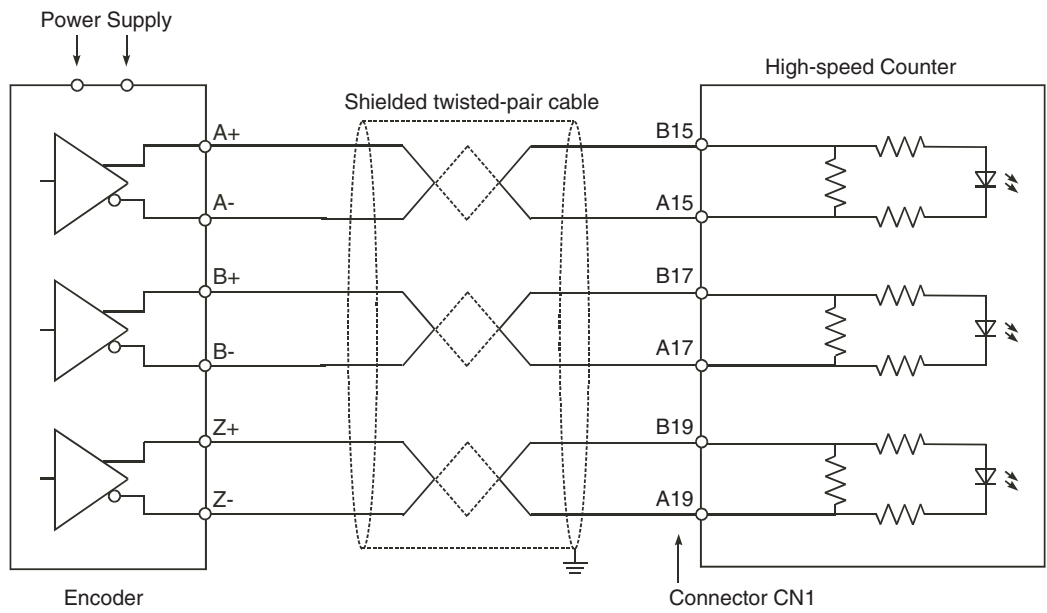 Power Supply
High-speed Counter
Shielded twisted-pair cable
A+
B15
A-
A15
B+
B17
B-
A17
Z+
B19
Z-
A19
Encoder
Connector CN1